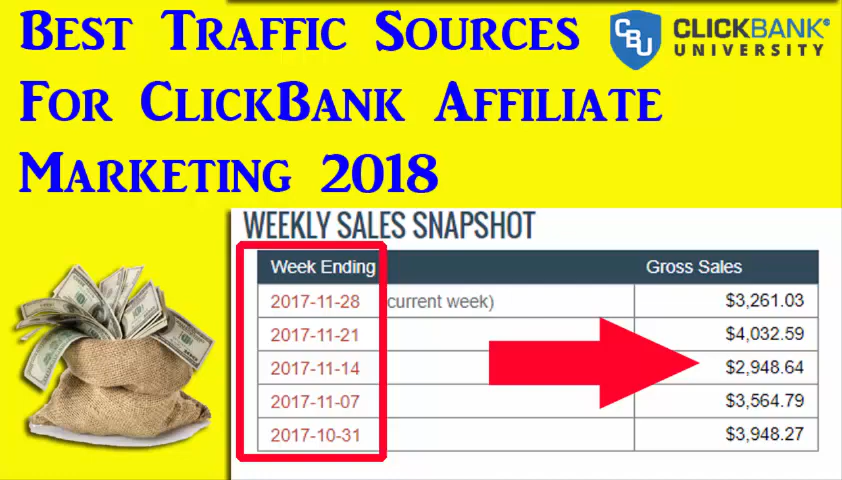 Best Traffic Sources
For ClickBank Affiliate
Marketing 2018
CBU CLICKBANK®
UNIVERSITY
WEEKLY SALES SNAPSHOT
Week Ending Gross Sales
2017-11-28 (current week) $3,261.03
2017-11-21 $4,032.59
2017-11-14 $2,948.64
2017-11-07 $3,564.79
2017-10-31 $3,948.27